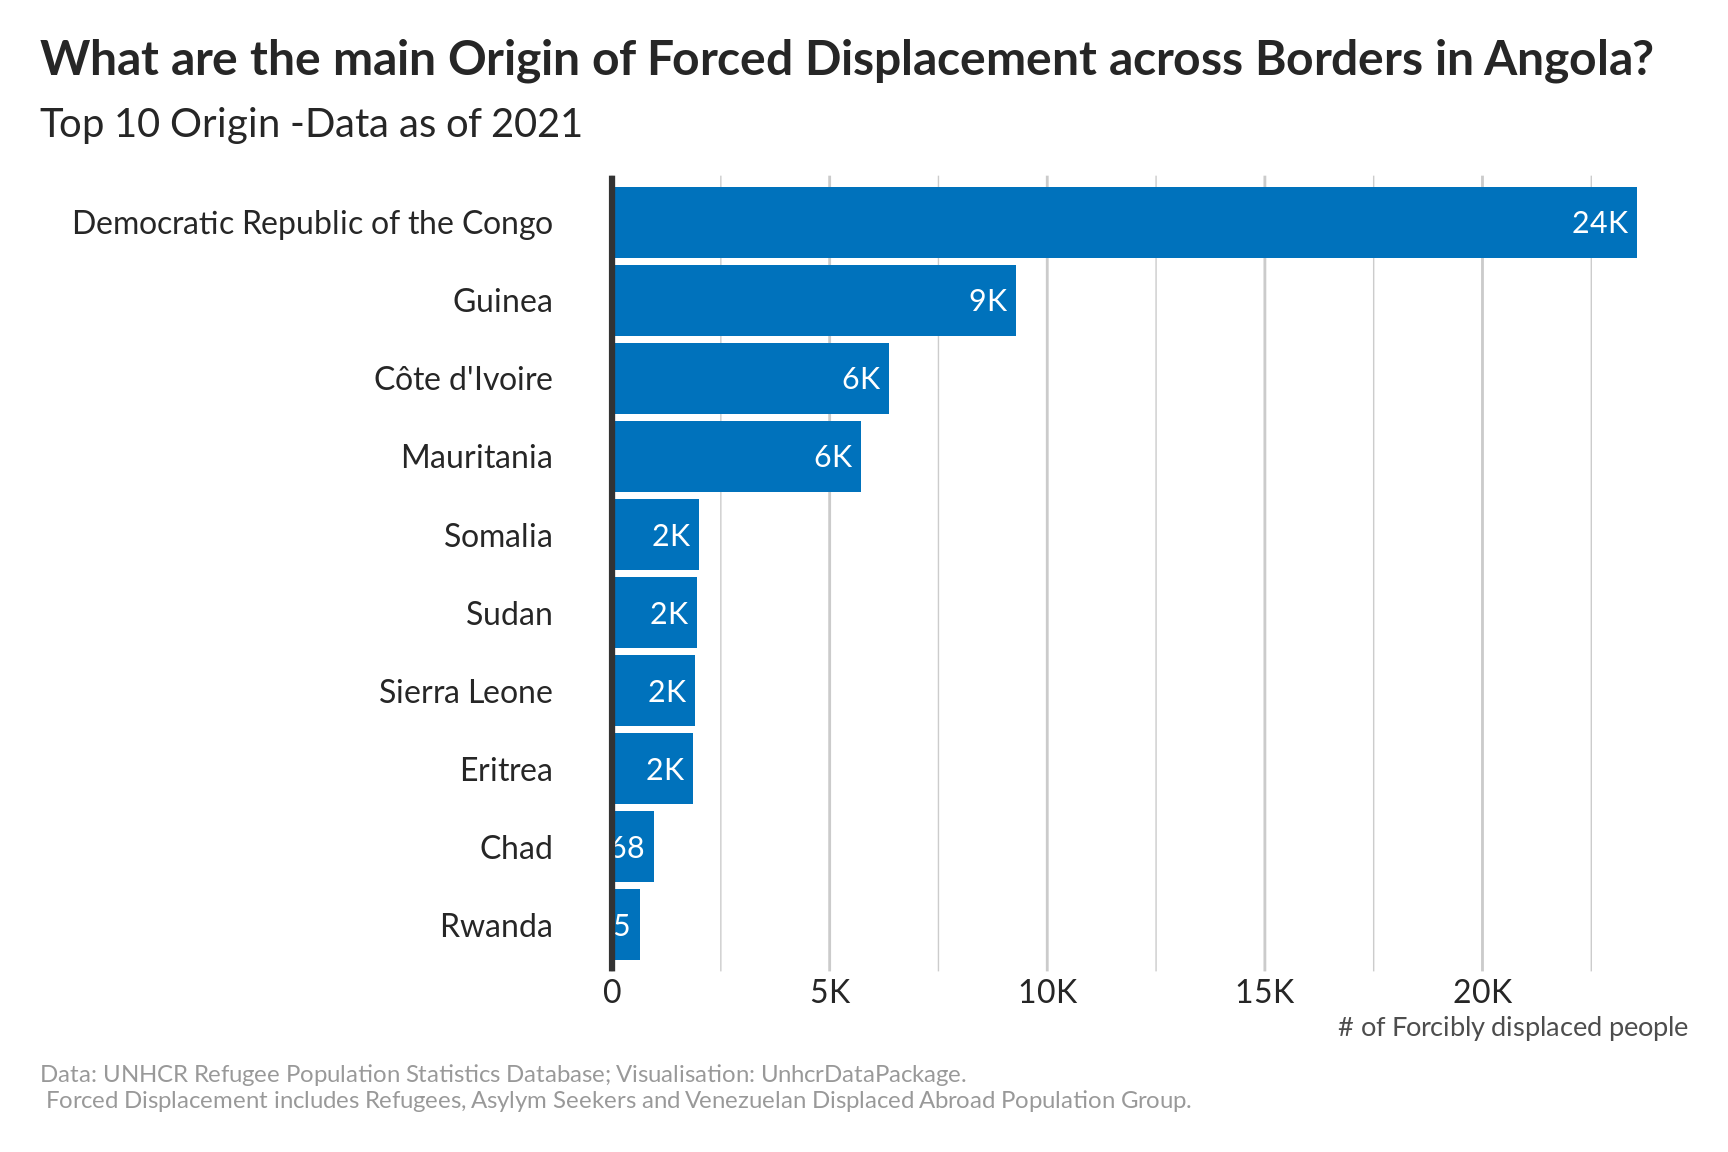 What are the main Origin of Forced Displacement across Borders in Angola?
Top 10 Origin -Data as of 2021
Democratic Republic of the Congo 24K
Guinea 9K
Côte d'Ivoire 6K
Mauritania 6K
Somalia 2K
Sudan 2K
Sierra Leone 2K
Eritrea 2K
Chad 68
Rwanda 5
0 5K 10K 15K 20K
# of Forcibly displaced people
Data: UNHCR Refugee Population Statistics Database; Visualisation: UnhcrDataPackage.
Forced Displacement includes Refugees, Asylym Seekers and Venezuelan Displaced Abroad Population Group.